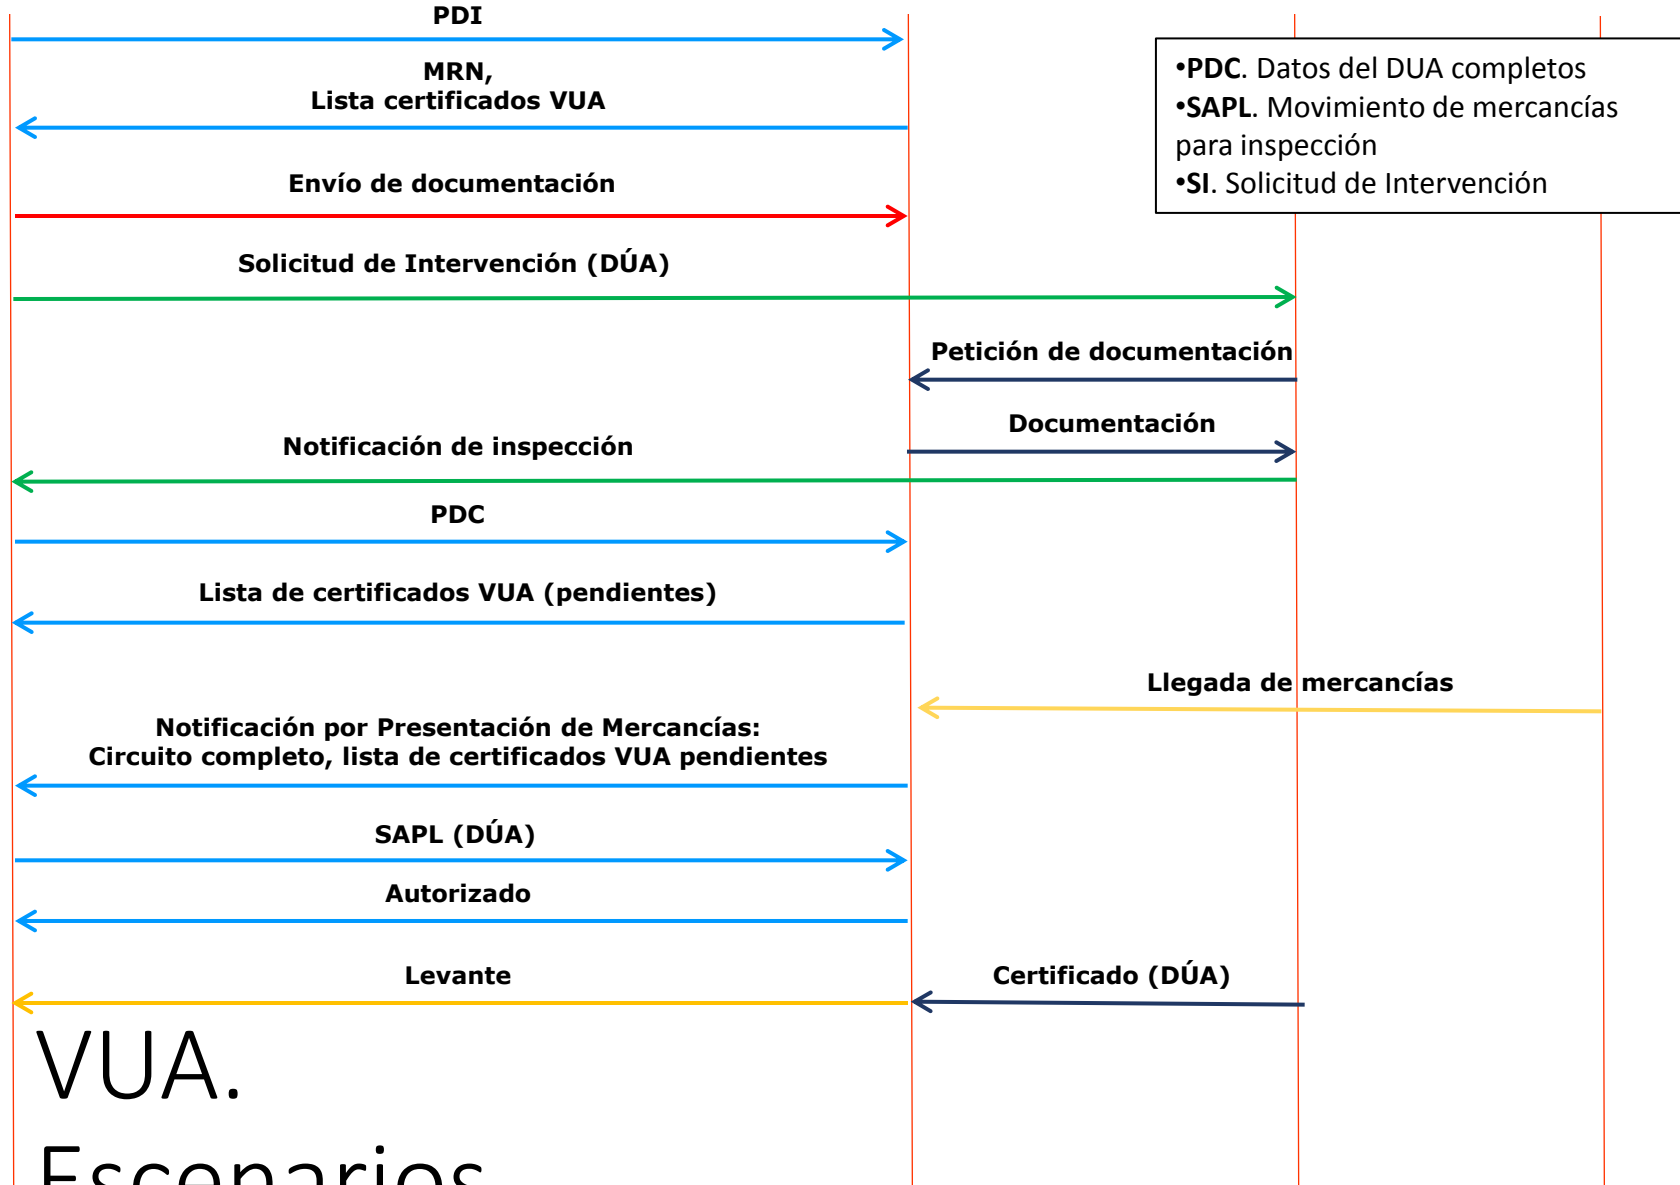 PDI
MRN,
Lista certificados VUA
•PDC. Datos del DUA completos
•SAPL. Movimiento de mercancías
para inspección
•SI. Solicitud de Intervención
Envío de documentación
Solicitud de Intervención (DÚA)
Petición de documentación
Documentación
Notificación de inspección
PDC
Lista de certificados VUA (pendientes)
Llegada de mercancías
Notificación por Presentación de Mercancías:
Circuito completo, lista de certificados VUA pendientes
SAPL (DÚA)
Autorizado
Levante
Certificado (DÚA)
VUA.
Escenarios